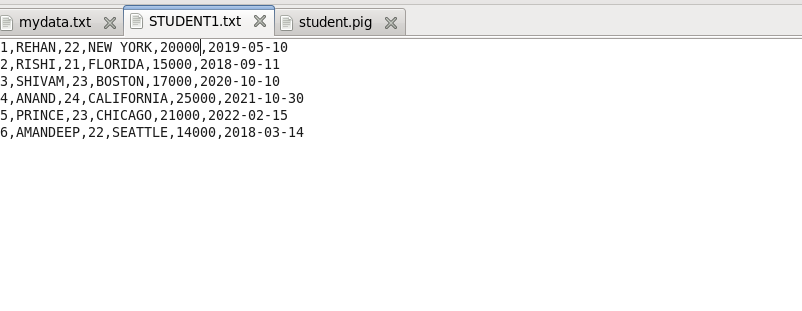 mydata.txt STUDENT1.txt student.pig
1,REHAN,22,NEW YORK,20000,2019-05-10
2,RISHI,21,FLORIDA,15000,2018-09-11
3,SHIVAM,23,BOSTON,17000,2020-10-10
4,ANAND,24,CALIFORNIA,25000,2021-10-30
5,PRINCE,23,CHICAGO,21000,2022-02-15
6,AMANDEEP,22,SEATTLE,14000,2018-03-14